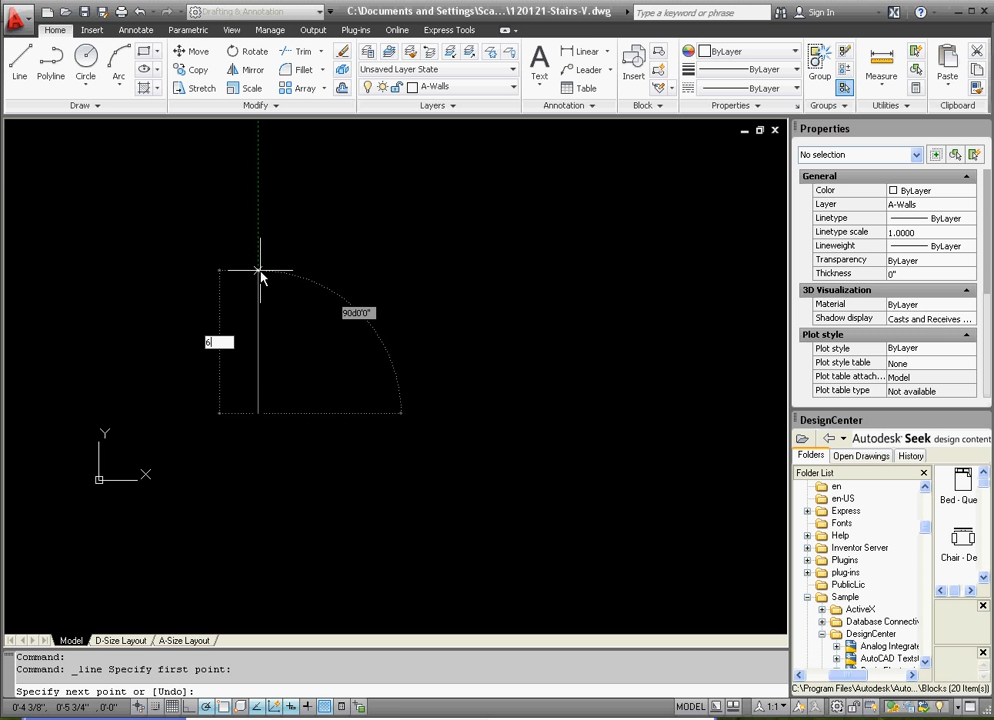 Drafting & Annotation
C:\Documents and Settings\Sca... \120121-Stairs-V.dwg
Type a keyword or phrase
Sign In
Home Insert Annotate Parametric View Manage Output Plug-ins Online Express Tools
Line Polyline Circle Arc
Move Rotate Trim
Copy Mirror Fillet
Stretch Scale Array
Unsaved Layer State
A-Walls
Text
Linear
Leader
Table
Insert
ByLayer
ByLayer
ByLayer
Group
Measure
Paste
Draw Modify Layers Annotation Block Properties Groups Utilities Clipboard
Properties
No selection
General
Color ByLayer
Layer A-Walls
Linetype ByLayer
Linetype scale 1.0000
Lineweight ByLayer
Transparency ByLayer
Thickness 0"
3D Visualization
Material ByLayer
Shadow display Casts and Receives ...
Plot style
Plot style ByLayer
Plot style table None
Plot table attach... Model
Plot table type Not available
90d0'0"
6
Y
X
DesignCenter
Autodesk Seek design content
Folders Open Drawings History
Folder List
en
en-US
Express
Fonts
Help
Inventor Server
Plugins
plug-ins
PublicLic
Sample
ActiveX
Database Connectiv
DesignCenter
Analog Integrate
AutoCAD Textst
Bed - Que
Chair - De
C:\Program Files\Autodesk\Auto...\Blocks (20 Item(s))
Model D-Size Layout A-Size Layout
Command:
Command: _line Specify first point:
Specify next point or [Undo]:
0'-4 3/8", 0'-5 3/4" , 0'-0"
MODEL
1:1